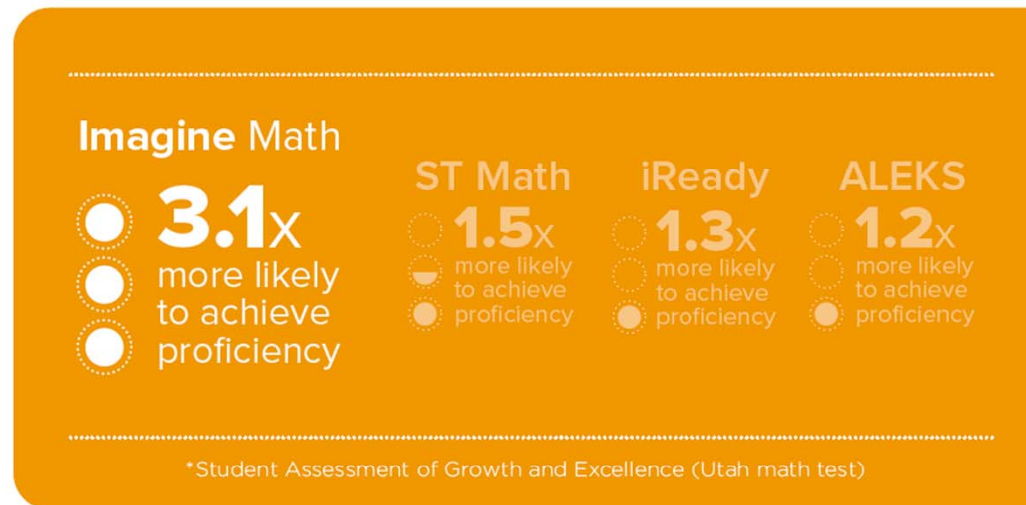 Imagine Math
3.1x
more likely
to achieve
proficiency
ST Math
1.5x
more likely
to achieve
proficiency
iReady
1.3x
more likely
to achieve
proficiency
ALEKS
1.2x
more likely
to achieve
proficiency
*Student Assessment of Growth and Excellence (Utah math test)